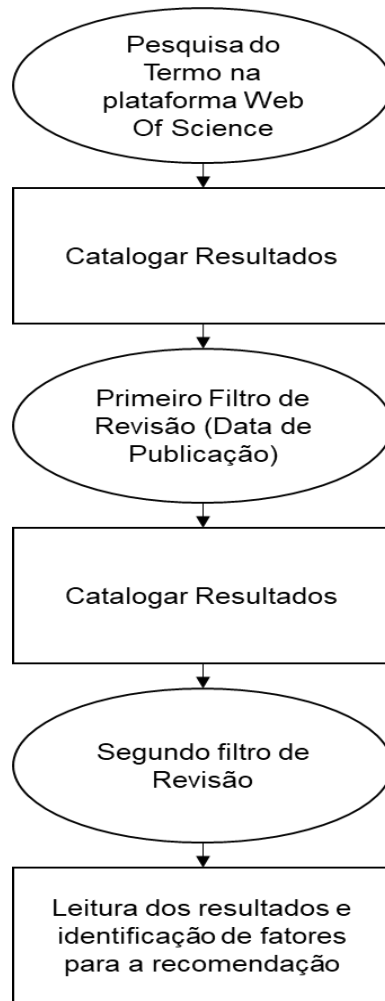 Pesquisa do
Termo na
plataforma Web
Of Science
Catalogar Resultados
Primeiro Filtro de
Revisão (Data de
Publicação)
Catalogar Resultados
Segundo filtro de
Revisão
Leitura dos resultados e
identificação de fatores
para a recomendação